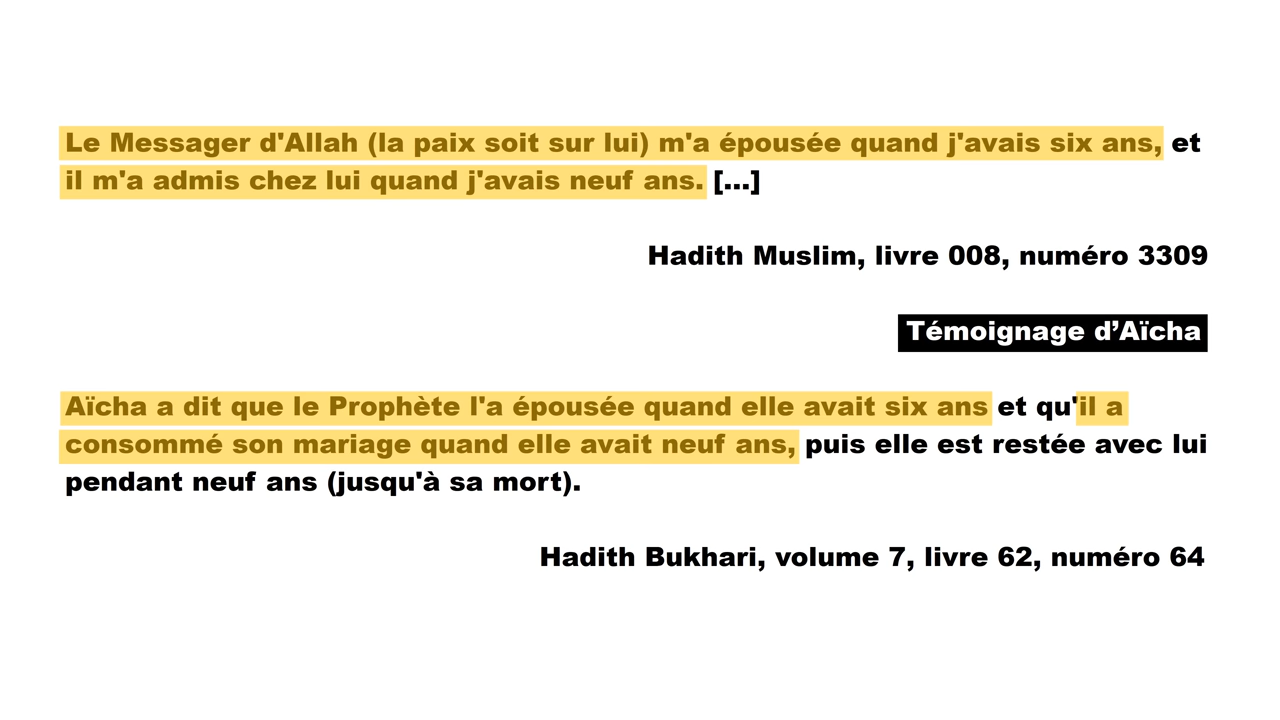 Le Messager d'Allah (la paix soit sur lui) m'a épousée quand j'avais six ans, et
il m'a admis chez lui quand j'avais neuf ans. [...]
Hadith Muslim, livre 008, numéro 3309
Témoignage d’Aïcha
Aïcha a dit que le Prophète l'a épousée quand elle avait six ans et qu'il a
consommé son mariage quand elle avait neuf ans, puis elle est restée avec lui
pendant neuf ans (jusqu'à sa mort).
Hadith Bukhari, volume 7, livre 62, numéro 64